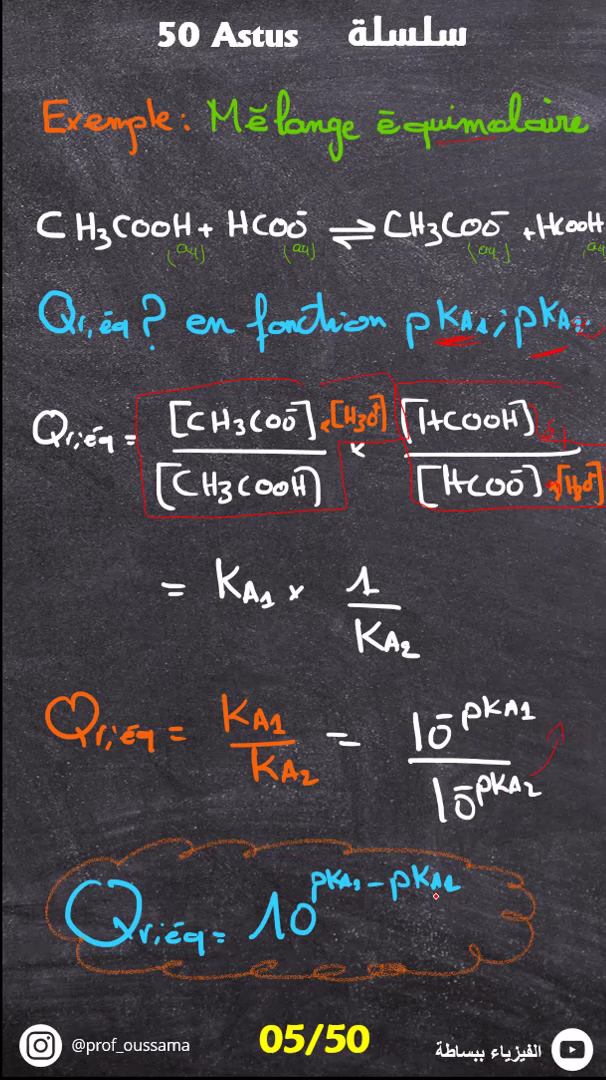 50 Astus سلسلة
Exemple: Mélange équimolaire
CH₃COOH + HCOO⁻ ⇌ CH₃COO⁻ + HCOOH
(aq) (aq) (aq) (aq
Qr,éq ? en fonction pKA1; pKA2
Qr,éq = [CH₃COO⁻] × [H₃O⁺] / [CH₃COOH] × [HCOOH] / [HCOO⁻] × [H₃O⁺]
= KA1 × 1 / KA2
Qr,éq = KA1 / KA2 = 10^-pKA1 / 10^-pKA2
Qr,éq = 10^pKA1 - pKA2
@prof_oussama 05/50 الفيزياء ببساطة